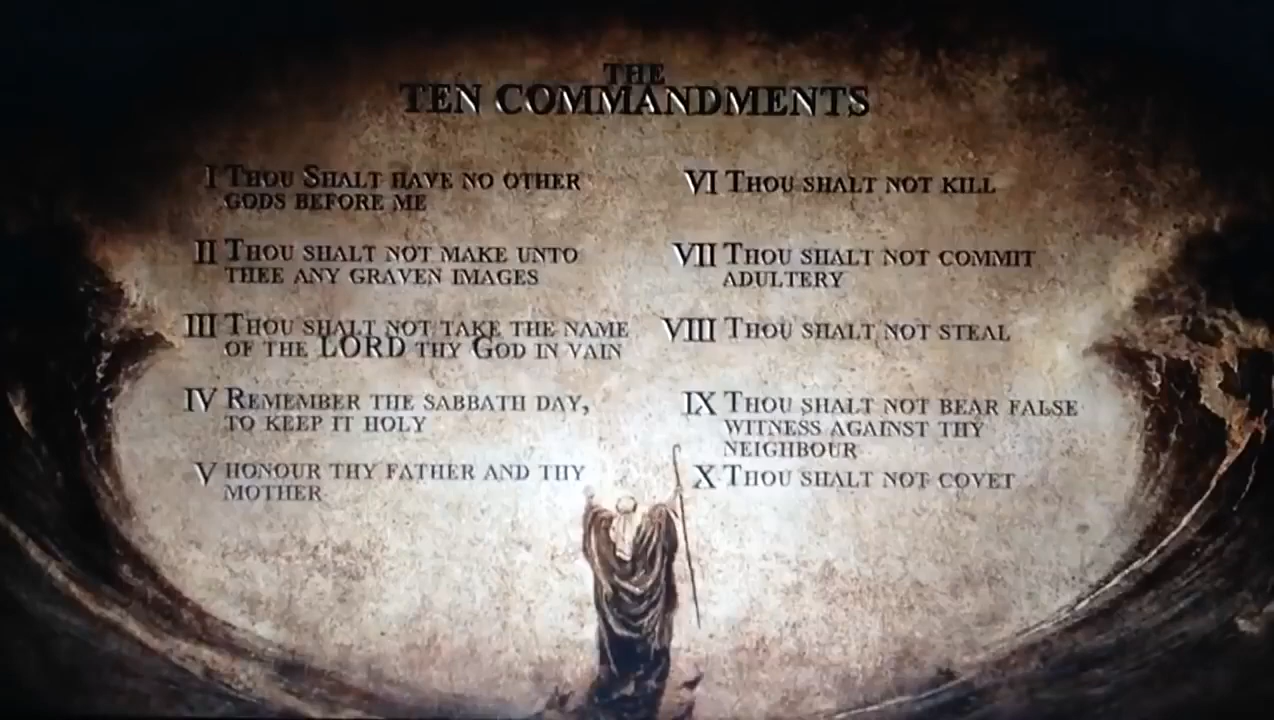 THE
TEN COMMANDMENTS
I THOU SHALT HAVE NO OTHER
GODS BEFORE ME
II THOU SHALT NOT MAKE UNTO
THEE ANY GRAVEN IMAGES
III THOU SHALT NOT TAKE THE NAME
OF THE LORD THY GOD IN VAIN
IV REMEMBER THE SABBATH DAY,
TO KEEP IT HOLY
V HONOUR THY FATHER AND THY
MOTHER
VI THOU SHALT NOT KILL
VII THOU SHALT NOT COMMIT
ADULTERY
VIII THOU SHALT NOT STEAL
IX THOU SHALT NOT BEAR FALSE
WITNESS AGAINST THY
NEIGHBOUR
X THOU SHALT NOT COVET